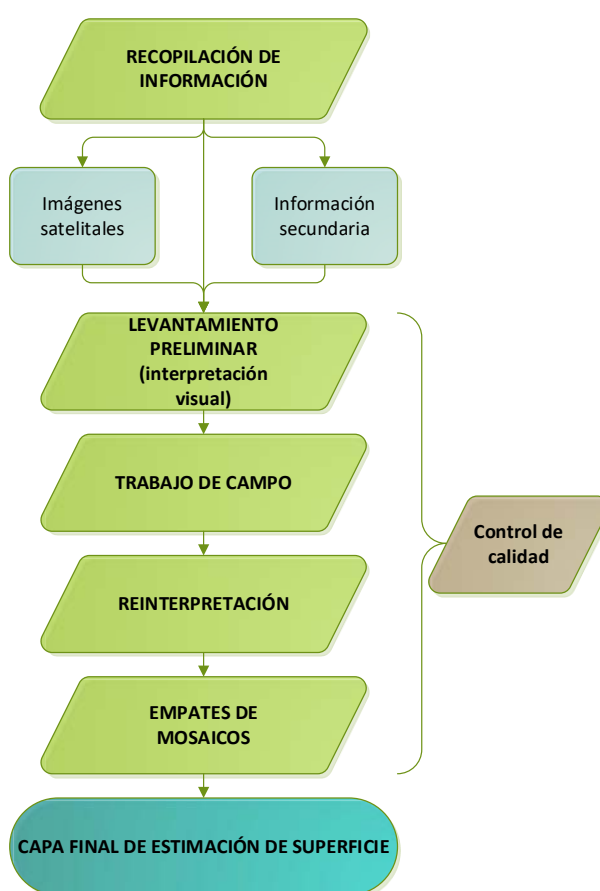 RECOPILACIÓN DE
INFORMACIÓN
Imágenes
satelitales
Información
secundaria
LEVANTAMIENTO
PRELIMINAR
(interpretación
visual)
TRABAJO DE CAMPO
Control de
calidad
REINTERPRETACIÓN
EMPATES DE
MOSAICOS
CAPA FINAL DE ESTIMACIÓN DE SUPERFICIE